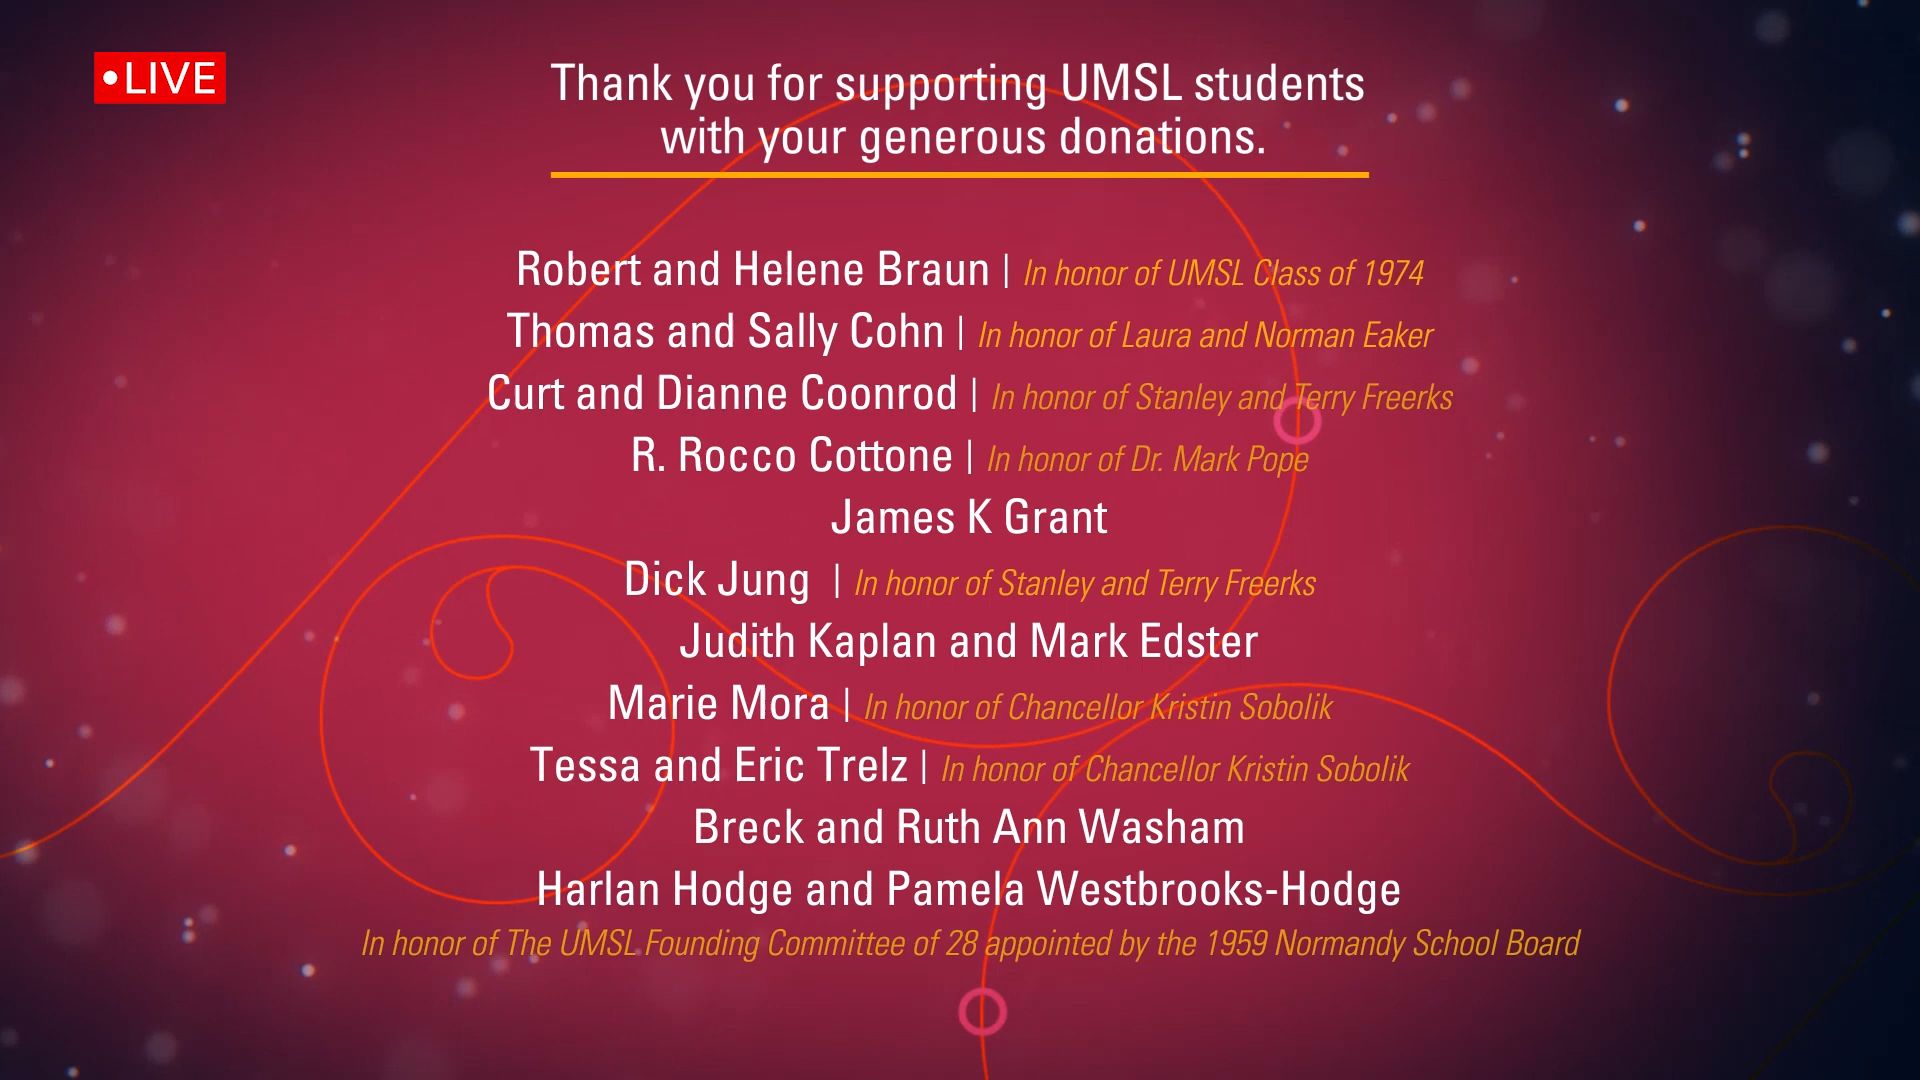 LIVE
Thank you for supporting UMSL students
with your generous donations.
Robert and Helene Braun | In honor of UMSL Class of 1974
Thomas and Sally Cohn | In honor of Laura and Norman Eaker
Curt and Dianne Coonrod | In honor of Stanley and Terry Freerks
R. Rocco Cottone | In honor of Dr. Mark Pope
James K Grant
Dick Jung | In honor of Stanley and Terry Freerks
Judith Kaplan and Mark Edster
Marie Mora | In honor of Chancellor Kristin Sobolik
Tessa and Eric Trelz | In honor of Chancellor Kristin Sobolik
Breck and Ruth Ann Washam
Harlan Hodge and Pamela Westbrooks-Hodge
In honor of The UMSL Founding Committee of 28 appointed by the 1959 Normandy School Board